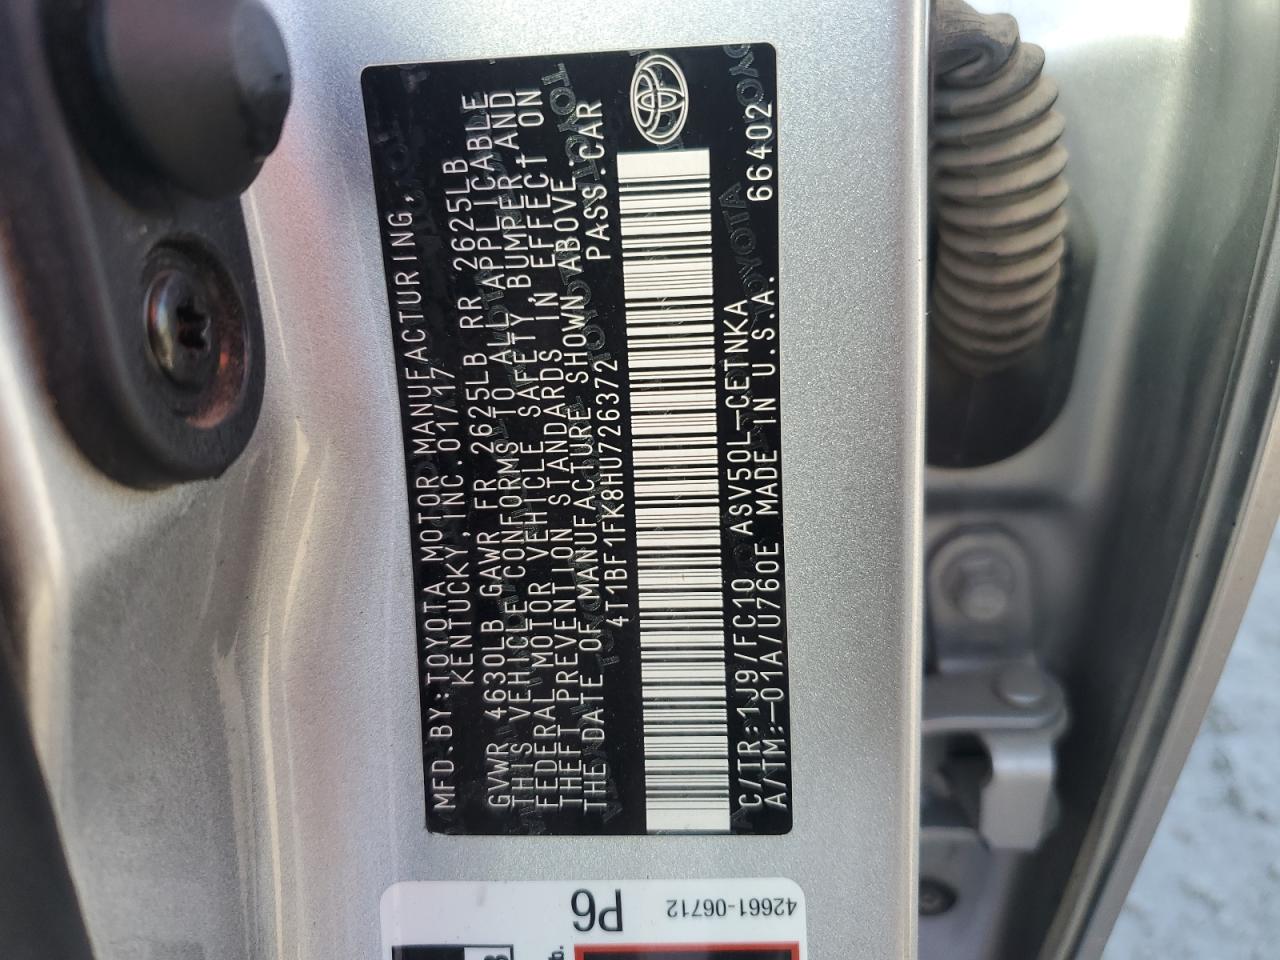 MFD.BY:TOYOTA MOTOR MANUFACTURING,
KENTUCKY, INC. 01/17
GVWR 4630LB GAWR FR 2625LB RR 2625LB
THIS VEHICLE CONFORMS TO ALL APPLICABLE
FEDERAL MOTOR VEHICLE SAFETY, BUMPER, AND
THEFT PREVENTION STANDARDS IN EFFECT ON
THE DATE OF MANUFACTURE SHOWN ABOVE.
4T1BF1FK8HU726372 PASS.CAR
C/TR:1J9/FC10 ASV50L-CETNKA
A/TM:-01A/U760E MADE IN U.S.A. 66402
P6
42661-06712